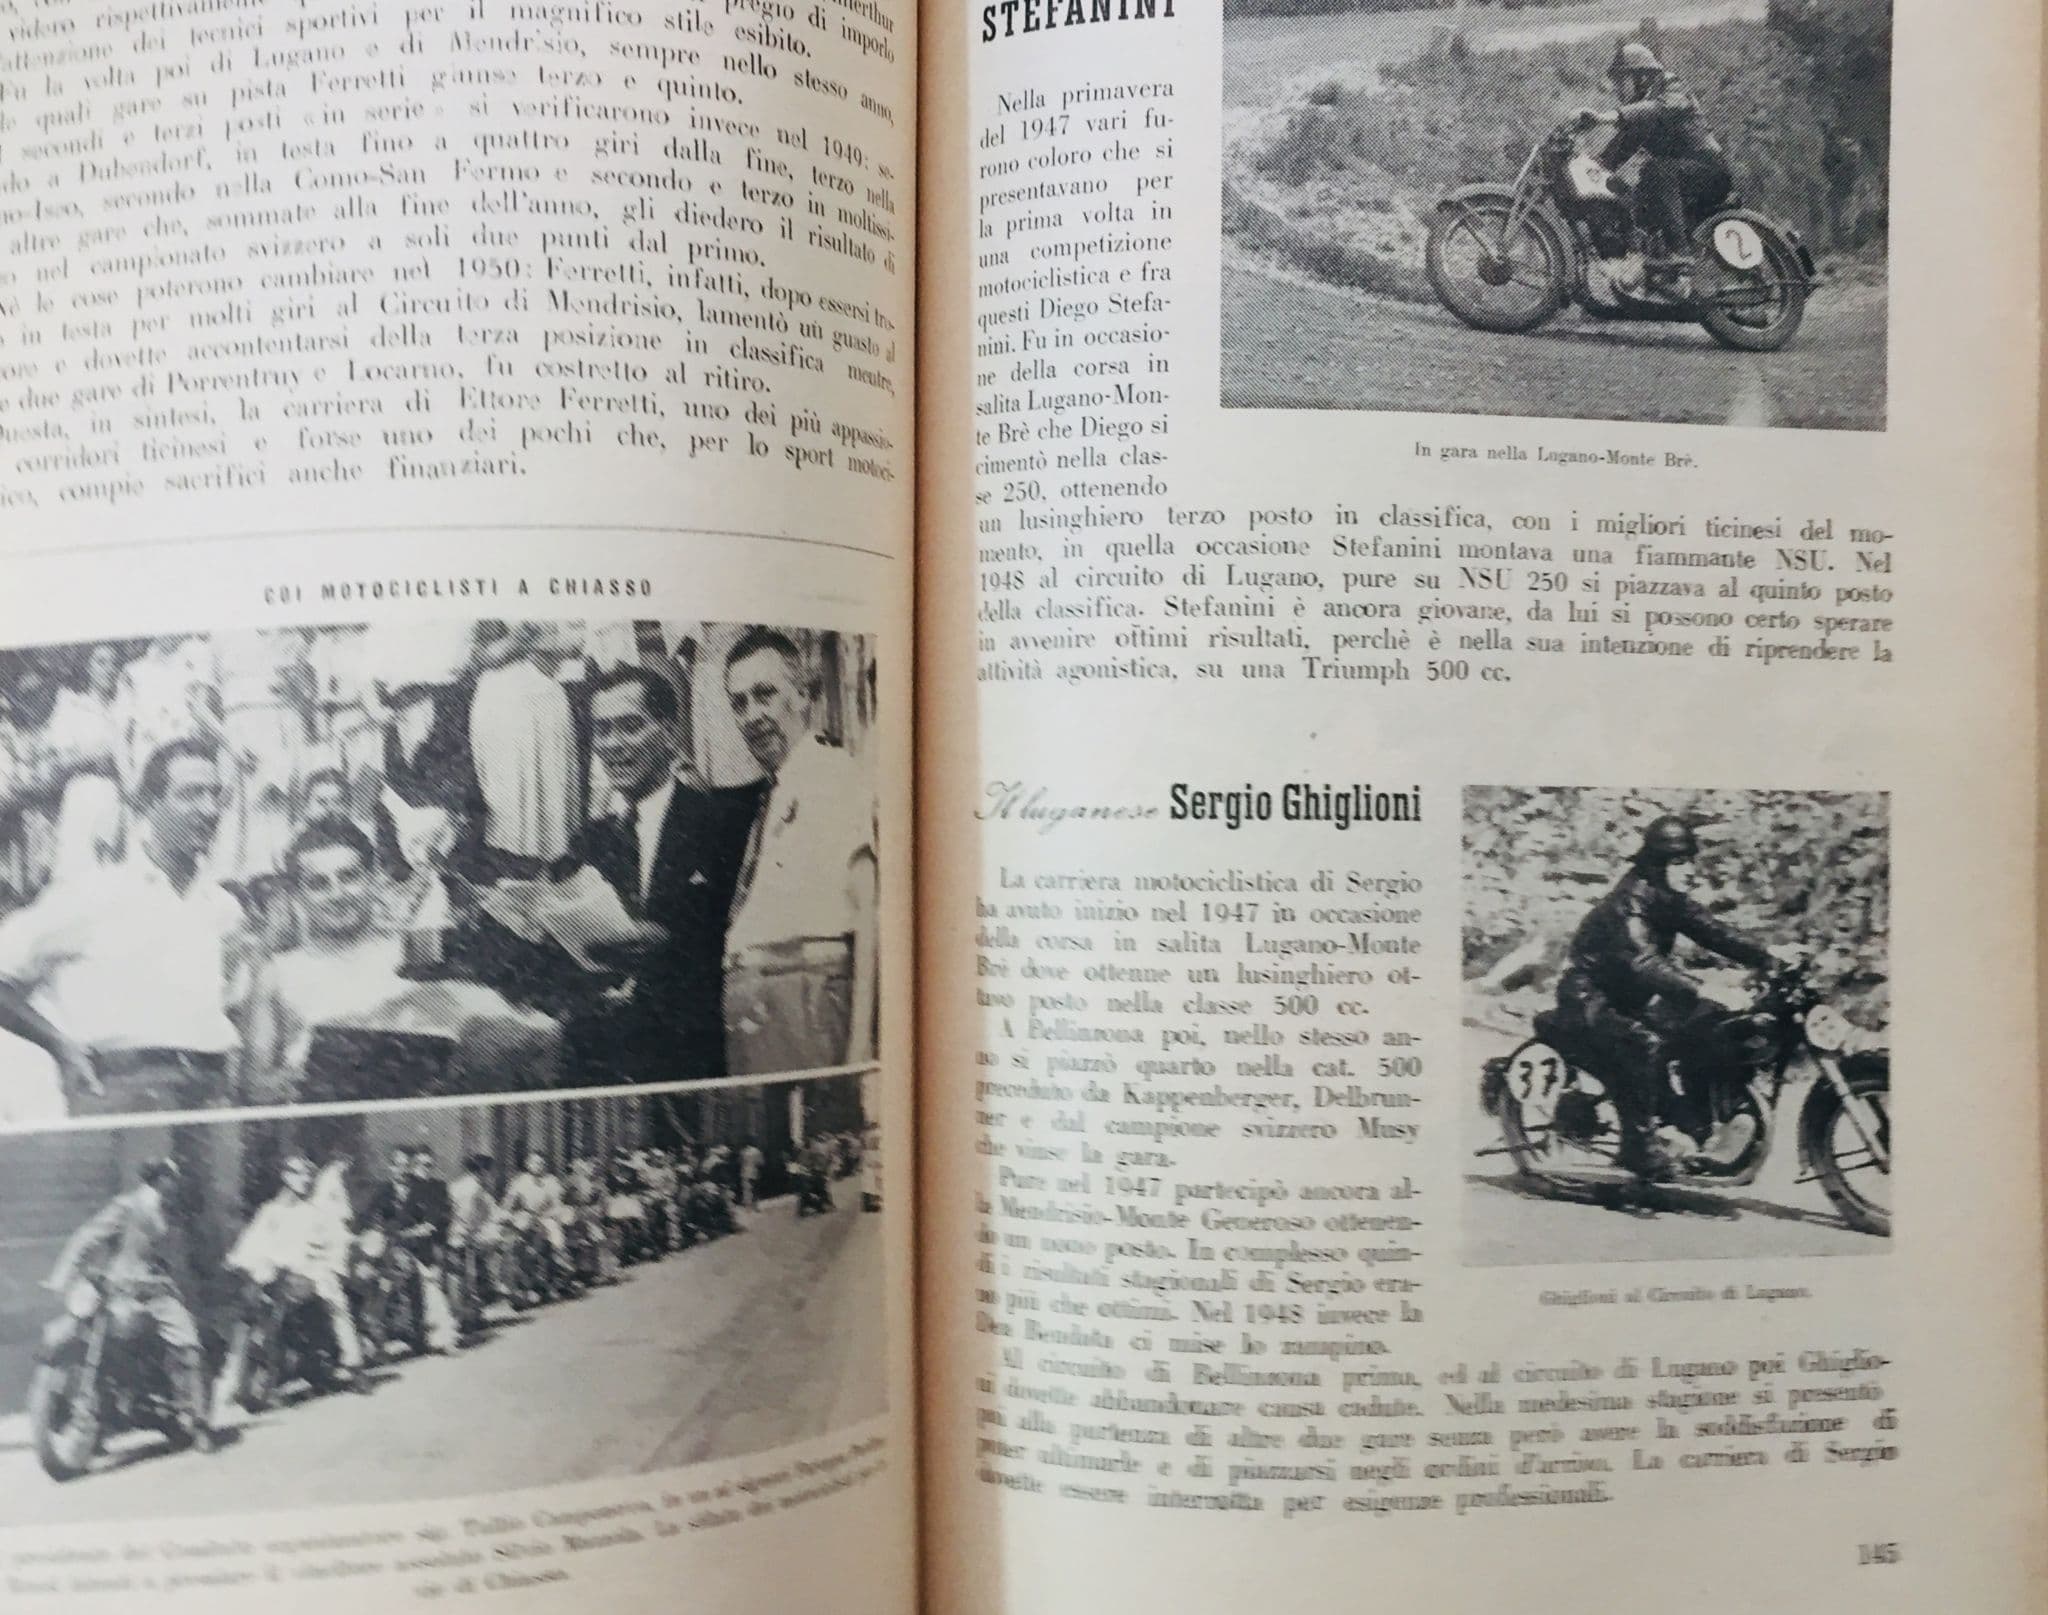 videro rispettivamente
pregio di imporlo
attenzione dei tecnici sportivi per il magnifico stile esibito.
Fu la volta poi di Lugano e di Mendrisio, sempre nello stesso anno,
quali gare su pista Ferretti giunse terzo e quinto.
secondi e terzi posti «in serie» si verificarono invece nel 1949: se-
do a Dubendorf, in testa fino a quattro giri dalla fine, terzo nella
secondo nella Como-San Fermo e secondo e terzo in moltissi-
altre gare che, sommate alla fine dell'anno, gli diedero il risultato di
nel campionato svizzero a soli due punti dal primo.
le cose poterono cambiare nel 1950: Ferretti, infatti, dopo essersi tro-
in testa per molti giri al Circuito di Mendrisio, lamentò un guasto al
e dovette accontentarsi della terza posizione in classifica mentre,
due gare di Porrentruy e Locarno, fu costretto al ritiro.
Questa, in sintesi, la carriera di Ettore Ferretti, uno dei più appassio-
corridori ticinesi e forse uno dei pochi che, per lo sport motoci-
compie sacrifici anche finanziari.
COI MOTOCICLISTI A CHIASSO
di Chiasso.
STEFANINI
Nella primavera
del 1947 vari fu-
rono coloro che si
presentavano per
la prima volta in
una competizione
motociclistica e fra
questi Diego Stefa-
nini. Fu in occasio-
ne della corsa in
salita Lugano-Mon-
te Brè che Diego si
cimentò nella clas-
se 250, ottenendo
In gara nella Lugano-Monte Brè.
un lusinghiero terzo posto in classifica, con i migliori ticinesi del mo-
mento, in quella occasione Stefanini montava una fiammante NSU. Nel
1948 al circuito di Lugano, pure su NSU 250 si piazzava al quinto posto
della classifica. Stefanini è ancora giovane, da lui si possono certo sperare
in avvenire ottimi risultati, perchè è nella sua intenzione di riprendere la
attività agonistica, su una Triumph 500 cc.
2
Il luganese Sergio Ghiglioni
La carriera motociclistica di Sergio
ha avuto inizio nel 1947 in occasione
della corsa in salita Lugano-Monte
Brè dove ottenne un lusinghiero ot-
tavo posto nella classe 500 cc.
A Bellinzona poi, nello stesso an-
no si piazzò quarto nella cat. 500
preceduto da Kappenberger, Delbrun-
ner e dal campione svizzero Musy
che vinse la gara.
Pure nel 1947 partecipò ancora al-
la Mendrisio-Monte Generoso ottenen-
do un nono posto. In complesso quin-
di i risultati stagionali di Sergio era-
no più che ottimi. Nel 1948 invece la
Dea Bendata ci mise lo zampino.
37
Ghiglioni al Circuito di Lugano.
Al circuito di Bellinzona prima, ed al circuito di Lugano poi Ghiglio-
ni dovette abbandonare causa cadute. Nella medesima stagione si presentò
poi alla partenza di altre due gare senza però avere la soddisfazione di
poter ultimarle e di piazzarsi negli ordini d'arrivo. La carriera di Sergio
dovette essere interrotta per esigenze professionali.
145